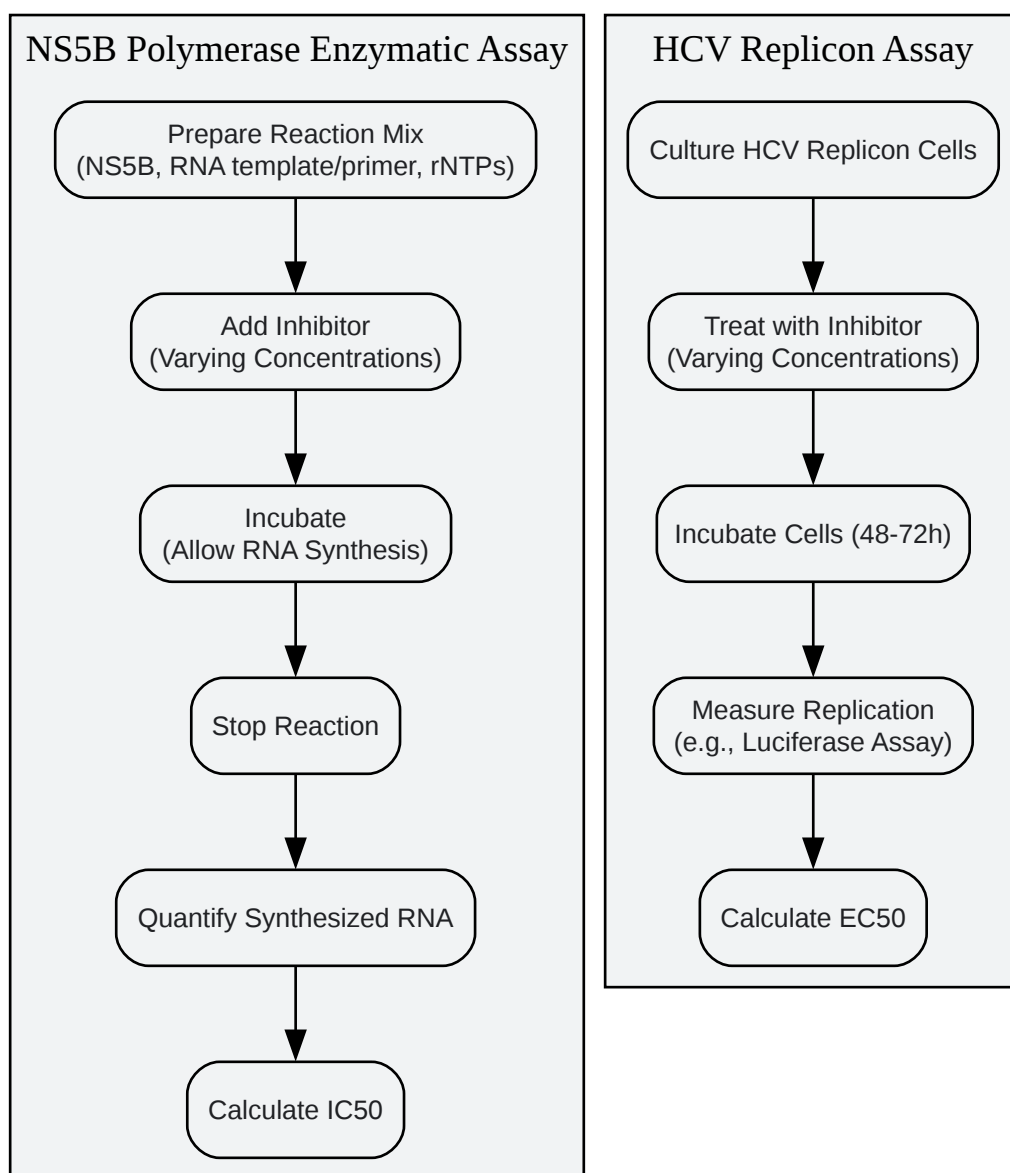 NS5B Polymerase Enzymatic Assay
Prepare Reaction Mix
(NS5B, RNA template/primer, rNTPs)
Add Inhibitor
(Varying Concentrations)
Incubate
(Allow RNA Synthesis)
Stop Reaction
Quantify Synthesized RNA
Calculate IC50
HCV Replicon Assay
Culture HCV Replicon Cells
Treat with Inhibitor
(Varying Concentrations)
Incubate Cells (48-72h)
Measure Replication
(e.g., Luciferase Assay)
Calculate EC50